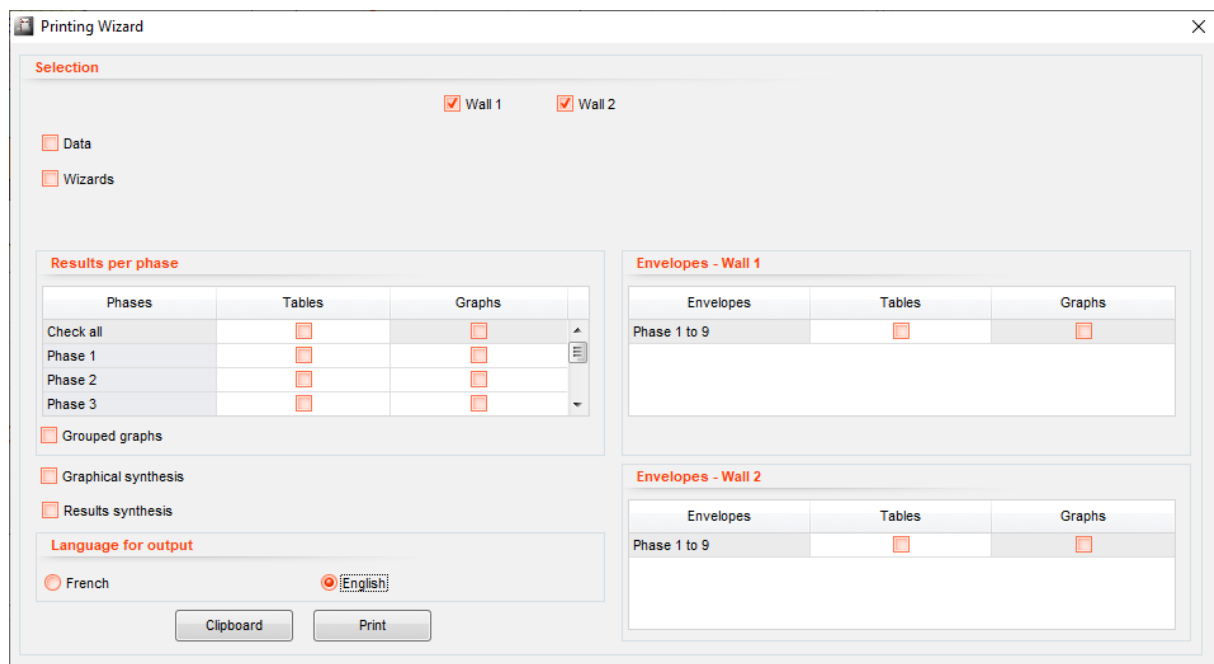 Printing Wizard
Selection
Wall 1 Wall 2
Data
Wizards
Results per phase
Phases Tables Graphs
Check all
Phase 1
Phase 2
Phase 3
Grouped graphs
Graphical synthesis
Results synthesis
Language for output
French English
Clipboard Print
Envelopes - Wall 1
Envelopes Tables Graphs
Phase 1 to 9
Envelopes - Wall 2
Envelopes Tables Graphs
Phase 1 to 9